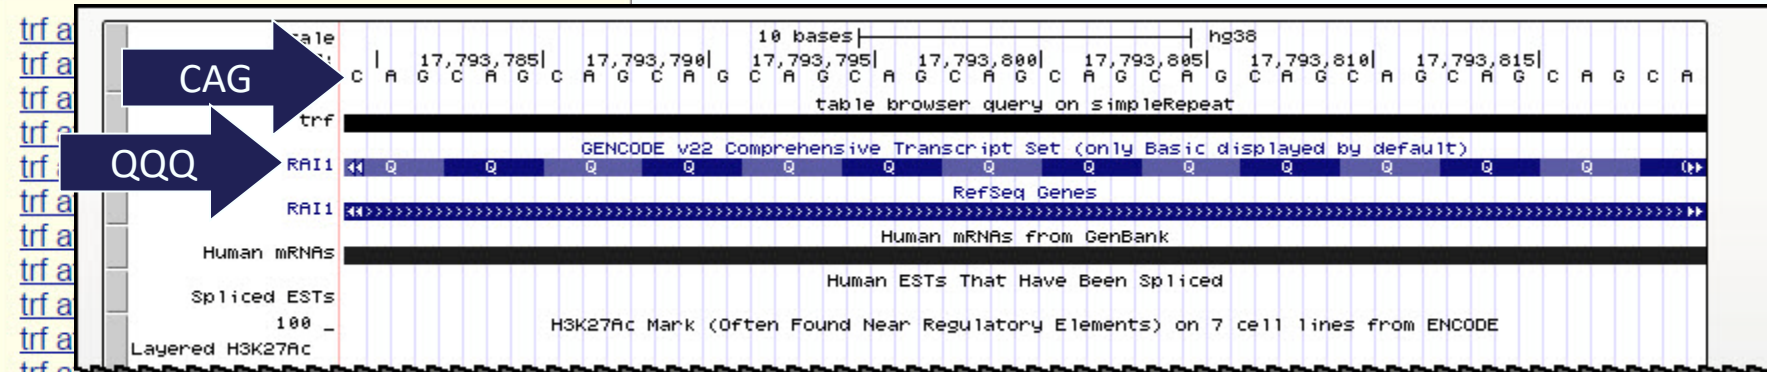 trf a
trf a
trf a
trf a
trf
trf a
trf a
trf a
trf a
trf a
CAG
QQQ
ale 10 bases hg38
17,793,785| 17,793,790| 17,793,795| 17,793,800| 17,793,805| 17,793,810| 17,793,815|
C A G C A G C A G C A G C A G C A G C A G C A G C A G C A G C A G C A G C A G C A
table browser query on simpleRepeat
trf
GENCODE v22 Comprehensive Transcript Set (only Basic displayed by default)
RAI1 Q Q Q Q Q Q Q Q Q Q Q Q Q
RefSeq Genes
RAI1
Human mRNAs from GenBank
Human mRNAs
Human ESTs That Have Been Spliced
Spliced ESTs
100 _ H3K27Ac Mark (Often Found Near Regulatory Elements) on 7 cell lines from ENCODE
Layered H3K27Ac